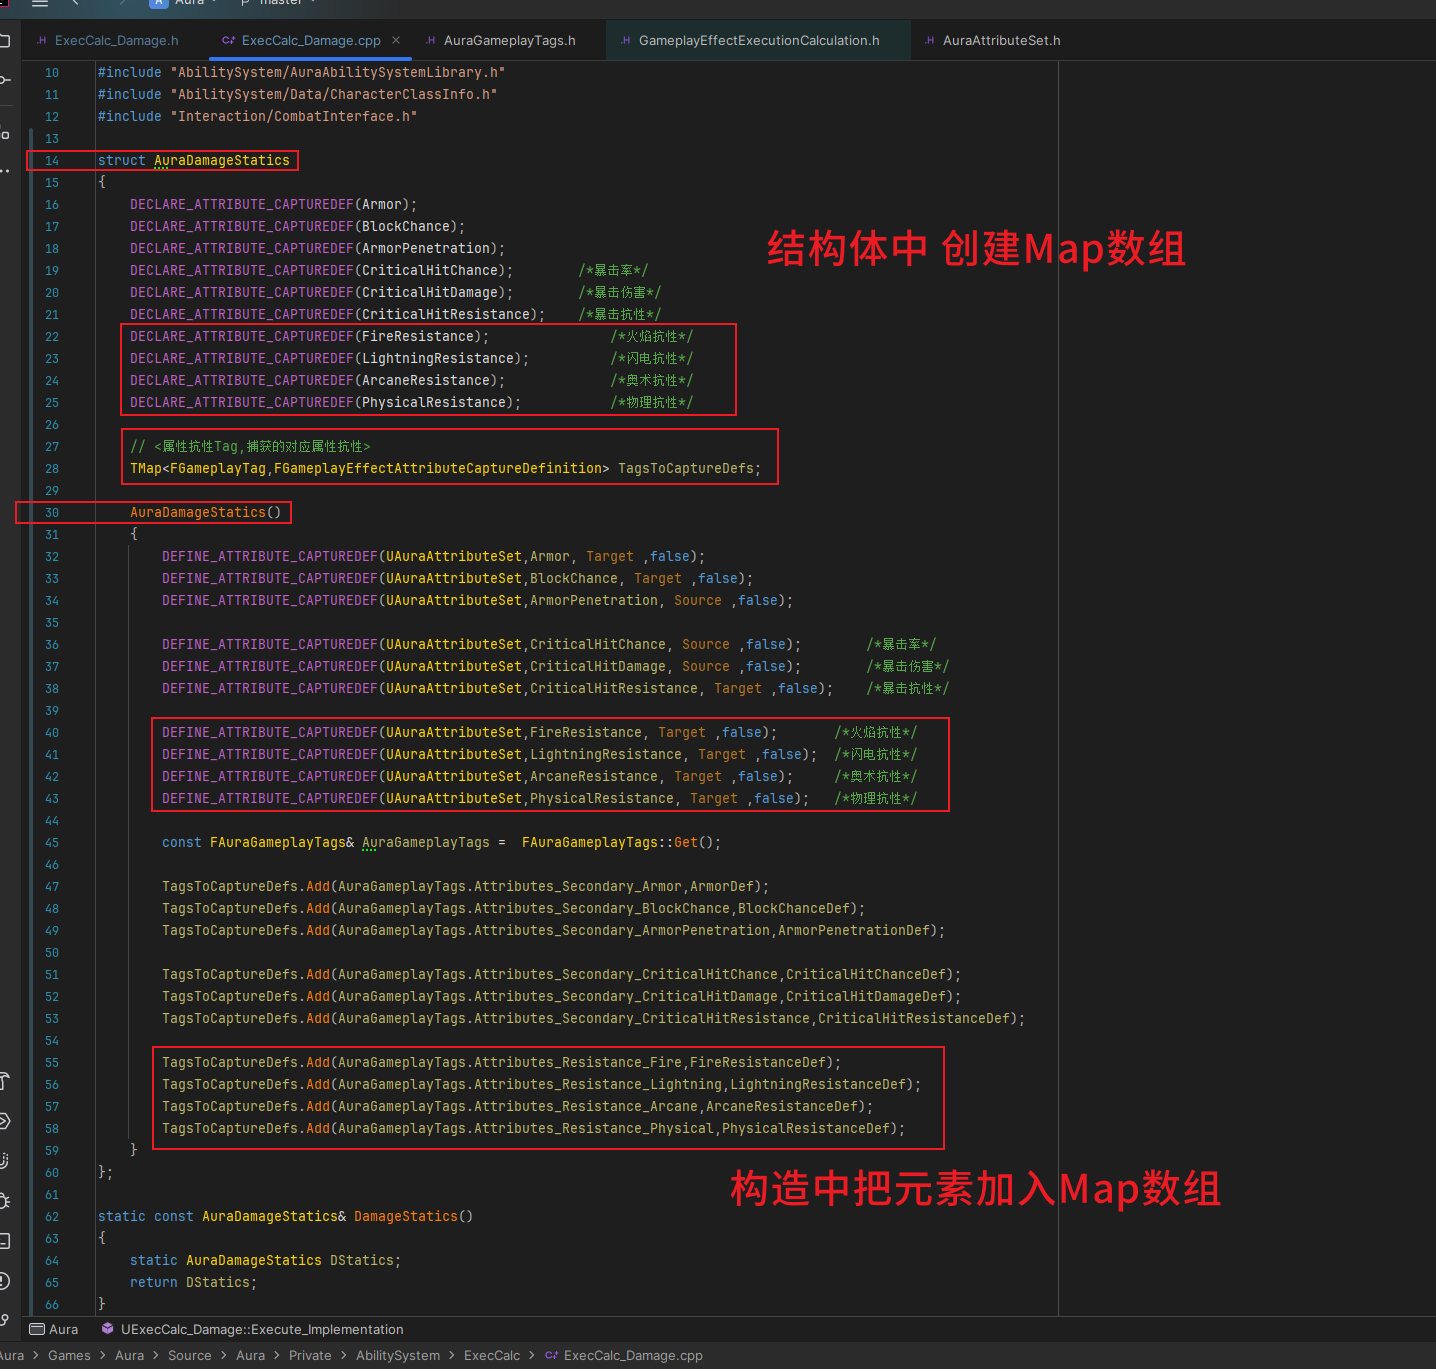 Aura master
ExecCalc_Damage.h ExecCalc_Damage.cpp AuraGameplayTags.h GameplayEffectExecutionCalculation.h AuraAttributeSet.h
10 #include "AbilitySystem/AuraAbilitySystemLibrary.h"
11 #include "AbilitySystem/Data/CharacterClassInfo.h"
12 #include "Interaction/CombatInterface.h"
13
14 struct AuraDamageStatics
15 {
16 DECLARE_ATTRIBUTE_CAPTUREDEF(Armor);
17 DECLARE_ATTRIBUTE_CAPTUREDEF(BlockChance);
18 DECLARE_ATTRIBUTE_CAPTUREDEF(ArmorPenetration);
结构体中 创建Map数组
19 DECLARE_ATTRIBUTE_CAPTUREDEF(CriticalHitChance); /*暴击率*/
20 DECLARE_ATTRIBUTE_CAPTUREDEF(CriticalHitDamage); /*暴击伤害*/
21 DECLARE_ATTRIBUTE_CAPTUREDEF(CriticalHitResistance); /*暴击抗性*/
22 DECLARE_ATTRIBUTE_CAPTUREDEF(FireResistance); /*火焰抗性*/
23 DECLARE_ATTRIBUTE_CAPTUREDEF(LightningResistance); /*闪电抗性*/
24 DECLARE_ATTRIBUTE_CAPTUREDEF(ArcaneResistance); /*奥术抗性*/
25 DECLARE_ATTRIBUTE_CAPTUREDEF(PhysicalResistance); /*物理抗性*/
26
27 // <属性抗性Tag,捕获的对应属性抗性>
28 TMap<FGameplayTag,FGameplayEffectAttributeCaptureDefinition> TagsToCaptureDefs;
29
30 AuraDamageStatics()
31 {
32 DEFINE_ATTRIBUTE_CAPTUREDEF(UAuraAttributeSet,Armor, Target ,false);
33 DEFINE_ATTRIBUTE_CAPTUREDEF(UAuraAttributeSet,BlockChance, Target ,false);
34 DEFINE_ATTRIBUTE_CAPTUREDEF(UAuraAttributeSet,ArmorPenetration, Source ,false);
35
36 DEFINE_ATTRIBUTE_CAPTUREDEF(UAuraAttributeSet,CriticalHitChance, Source ,false); /*暴击率*/
37 DEFINE_ATTRIBUTE_CAPTUREDEF(UAuraAttributeSet,CriticalHitDamage, Source ,false); /*暴击伤害*/
38 DEFINE_ATTRIBUTE_CAPTUREDEF(UAuraAttributeSet,CriticalHitResistance, Target ,false); /*暴击抗性*/
39
40 DEFINE_ATTRIBUTE_CAPTUREDEF(UAuraAttributeSet,FireResistance, Target ,false); /*火焰抗性*/
41 DEFINE_ATTRIBUTE_CAPTUREDEF(UAuraAttributeSet,LightningResistance, Target ,false); /*闪电抗性*/
42 DEFINE_ATTRIBUTE_CAPTUREDEF(UAuraAttributeSet,ArcaneResistance, Target ,false); /*奥术抗性*/
43 DEFINE_ATTRIBUTE_CAPTUREDEF(UAuraAttributeSet,PhysicalResistance, Target ,false); /*物理抗性*/
44
45 const FAuraGameplayTags& AuraGameplayTags = FAuraGameplayTags::Get();
46
47 TagsToCaptureDefs.Add(AuraGameplayTags.Attributes_Secondary_Armor,ArmorDef);
48 TagsToCaptureDefs.Add(AuraGameplayTags.Attributes_Secondary_BlockChance,BlockChanceDef);
49 TagsToCaptureDefs.Add(AuraGameplayTags.Attributes_Secondary_ArmorPenetration,ArmorPenetrationDef);
50
51 TagsToCaptureDefs.Add(AuraGameplayTags.Attributes_Secondary_CriticalHitChance,CriticalHitChanceDef);
52 TagsToCaptureDefs.Add(AuraGameplayTags.Attributes_Secondary_CriticalHitDamage,CriticalHitDamageDef);
53 TagsToCaptureDefs.Add(AuraGameplayTags.Attributes_Secondary_CriticalHitResistance,CriticalHitResistanceDef);
54
55 TagsToCaptureDefs.Add(AuraGameplayTags.Attributes_Resistance_Fire,FireResistanceDef);
56 TagsToCaptureDefs.Add(AuraGameplayTags.Attributes_Resistance_Lightning,LightningResistanceDef);
57 TagsToCaptureDefs.Add(AuraGameplayTags.Attributes_Resistance_Arcane,ArcaneResistanceDef);
58 TagsToCaptureDefs.Add(AuraGameplayTags.Attributes_Resistance_Physical,PhysicalResistanceDef);
59 }
60 };
构造中把元素加入Map数组
61
62 static const AuraDamageStatics& DamageStatics()
63 {
64 static AuraDamageStatics DStatics;
65 return DStatics;
66 }
Aura UExecCalc_Damage::Execute_Implementation
Aura > Games > Aura > Source > Aura > Private > AbilitySystem > ExecCalc > ExecCalc_Damage.cpp